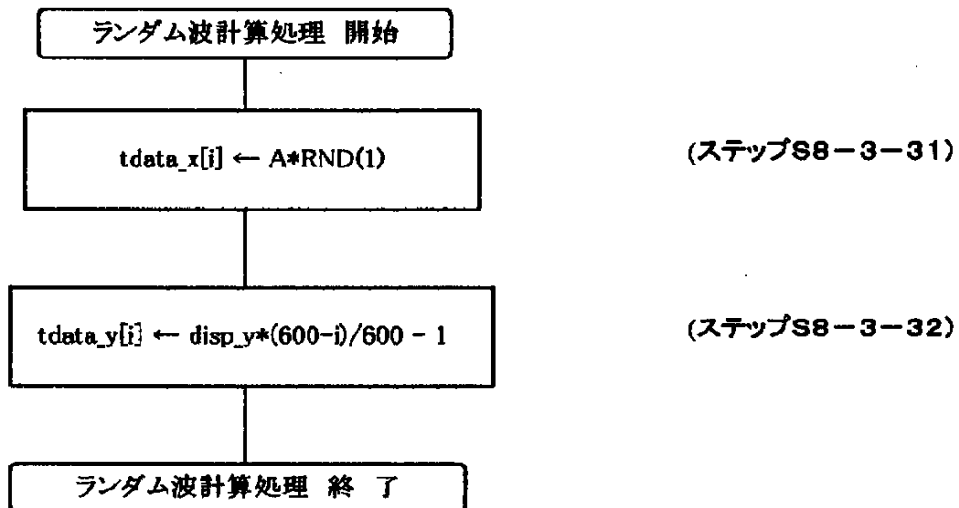 ランダム波計算処理 開始
tdata_x[i] ← A*RND(1)
(ステップS8－3－31)
tdata_y[i] ← disp_y*(600-i)/600 - 1
(ステップS8－3－32)
ランダム波計算処理 終 了